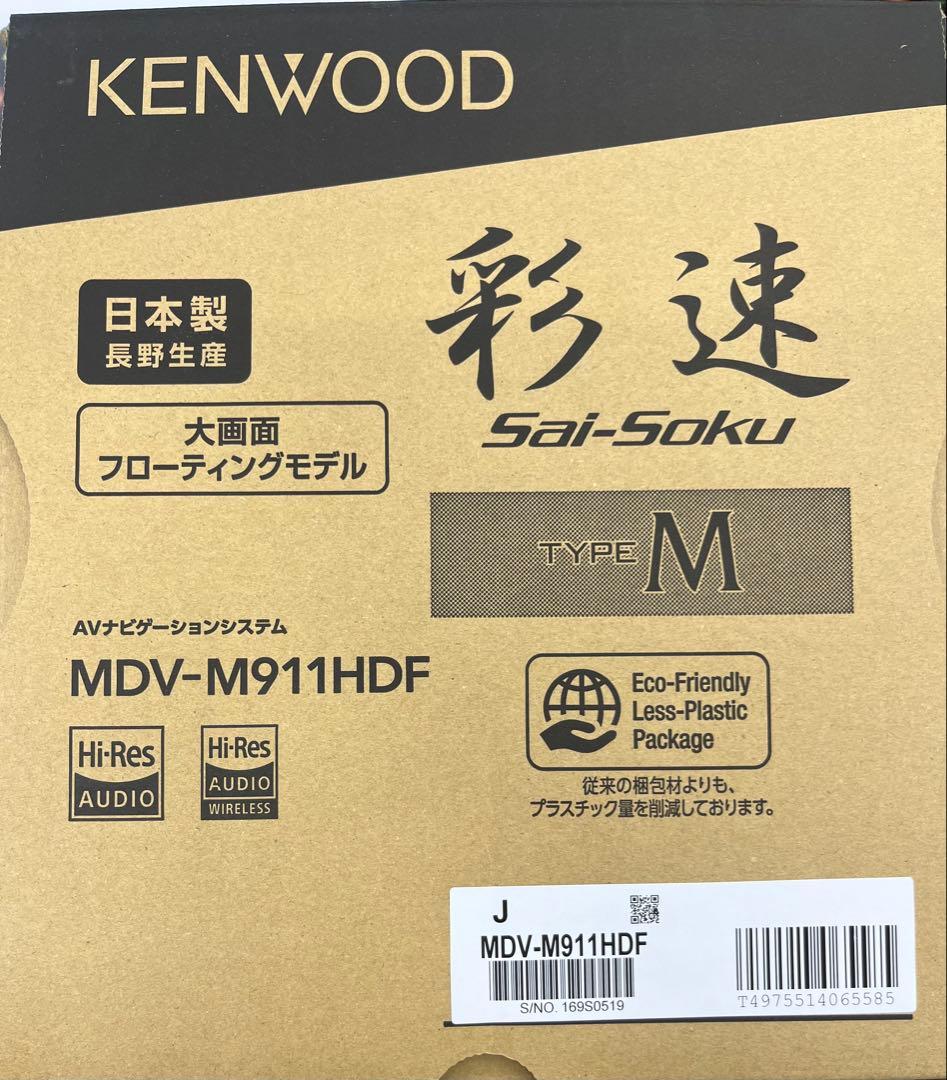 KENWOOD
彩速
Sai-Soku
日本製
長野生産
大画面
フローティングモデル
TYPE M
AVナビゲーションシステム
MDV-M911HDF
Hi-Res
AUDIO
Hi-Res
AUDIO
WIRELESS
Eco-Friendly
Less-Plastic
Package
従来の梱包材よりも、
プラスチック量を削減しております。
J
MDV-M911HDF
S/NO. 169S0519
T4975514065585